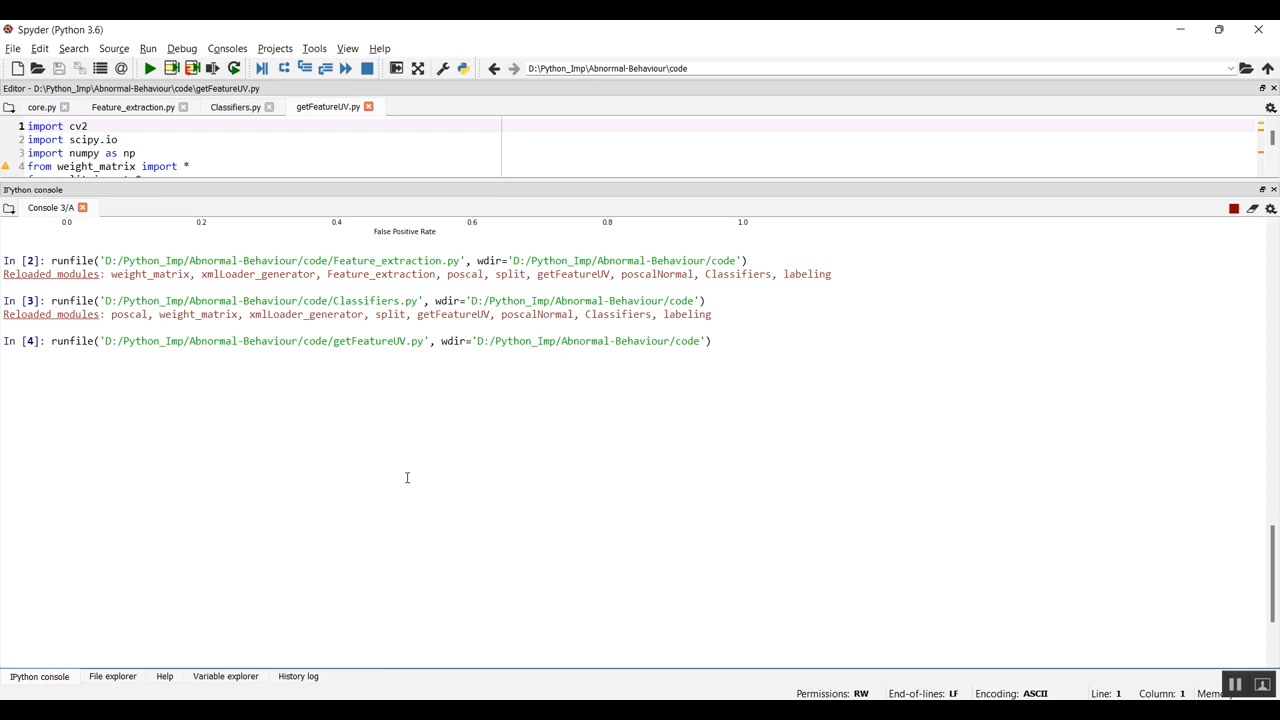 Spyder (Python 3.6)
File Edit Search Source Run Debug Consoles Projects Tools View Help
D:\Python_Imp\Abnormal-Behaviour\code
Editor - D:\Python_Imp\Abnormal-Behaviour\code\getFeatureUV.py
core.py Feature_extraction.py Classifiers.py getFeatureUV.py
1 import cv2
2 import scipy.io
3 import numpy as np
4 from weight_matrix import *
IPython console
Console 3/A
0.0 0.2 0.4 0.6 0.8 1.0
False Positive Rate
In [2]: runfile('D:/Python_Imp/Abnormal-Behaviour/code/Feature_extraction.py', wdir='D:/Python_Imp/Abnormal-Behaviour/code')
Reloaded modules: weight_matrix, xmlLoader_generator, Feature_extraction, poscal, split, getFeatureUV, poscalNormal, Classifiers, labeling
In [3]: runfile('D:/Python_Imp/Abnormal-Behaviour/code/Classifiers.py', wdir='D:/Python_Imp/Abnormal-Behaviour/code')
Reloaded modules: poscal, weight_matrix, xmlLoader_generator, split, getFeatureUV, poscalNormal, Classifiers, labeling
In [4]: runfile('D:/Python_Imp/Abnormal-Behaviour/code/getFeatureUV.py', wdir='D:/Python_Imp/Abnormal-Behaviour/code')
IPython console File explorer Help Variable explorer History log
Permissions: RW End-of-lines: LF Encoding: ASCII Line: 1 Column: 1